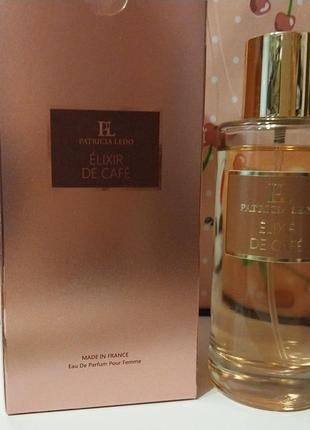 PL
PATRICIA LEDO
ÉLIXIR
DE CAFÉ
MADE IN FRANCE
Eau De Parfum Pour Femme
PL
PATRICIA LEDO
ÉLIXIR
DE CAFÉ